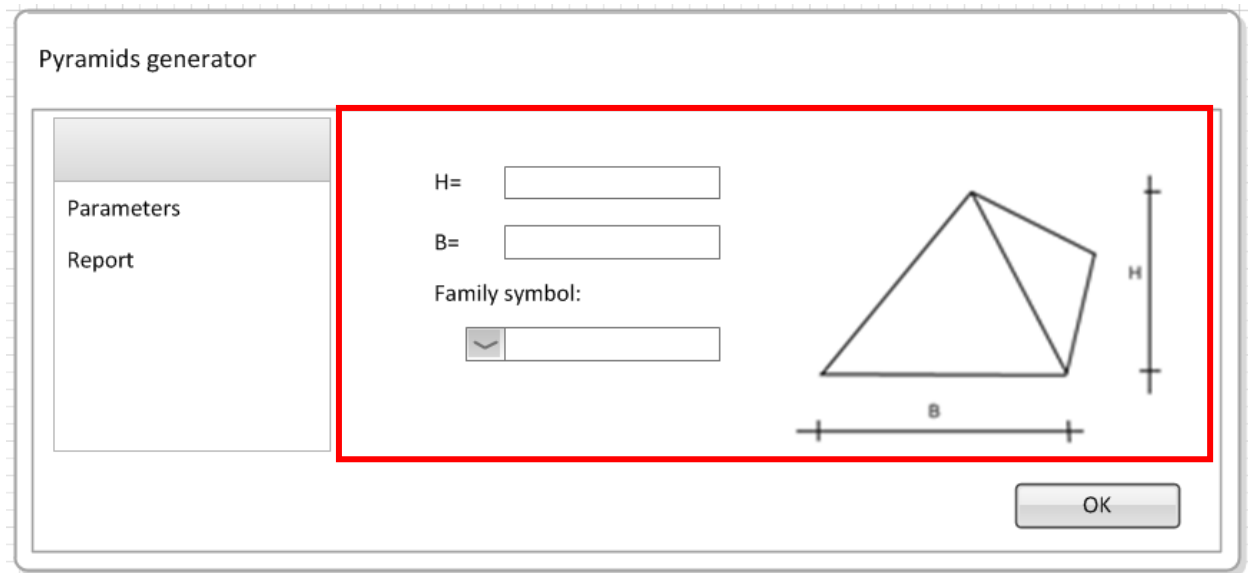 Pyramids generator
Parameters
Report
H=
B=
Family symbol:
H
B
OK